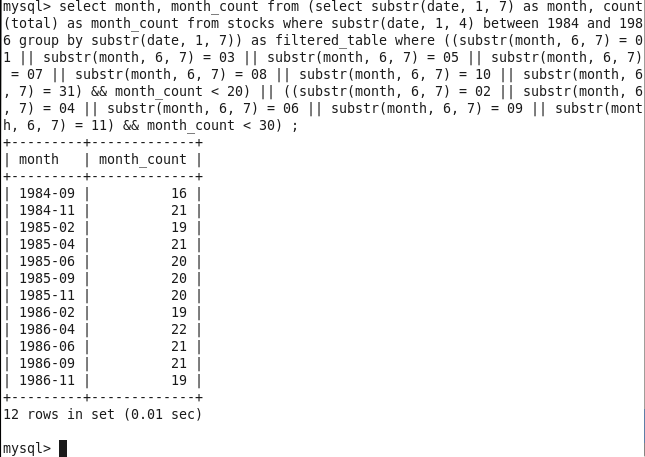 mysql> select month, month_count from (select substr(date, 1, 7) as month, count
(total) as month_count from stocks where substr(date, 1, 4) between 1984 and 198
6 group by substr(date, 1, 7)) as filtered_table where ((substr(month, 6, 7) = 0
1 || substr(month, 6, 7) = 03 || substr(month, 6, 7) = 05 || substr(month, 6, 7)
 = 07 || substr(month, 6, 7) = 08 || substr(month, 6, 7) = 10 || substr(month, 6
, 7) = 31) && month_count < 20) || ((substr(month, 6, 7) = 02 || substr(month, 6
, 7) = 04 || substr(month, 6, 7) = 06 || substr(month, 6, 7) = 09 || substr(mont
h, 6, 7) = 11) && month_count < 30) ;
+---------+-------------+
| month   | month_count |
+---------+-------------+
| 1984-09 |          16 |
| 1984-11 |          21 |
| 1985-02 |          19 |
| 1985-04 |          21 |
| 1985-06 |          20 |
| 1985-09 |          20 |
| 1985-11 |          20 |
| 1986-02 |          19 |
| 1986-04 |          22 |
| 1986-06 |          21 |
| 1986-09 |          21 |
| 1986-11 |          19 |
+---------+-------------+
12 rows in set (0.01 sec)
mysql>